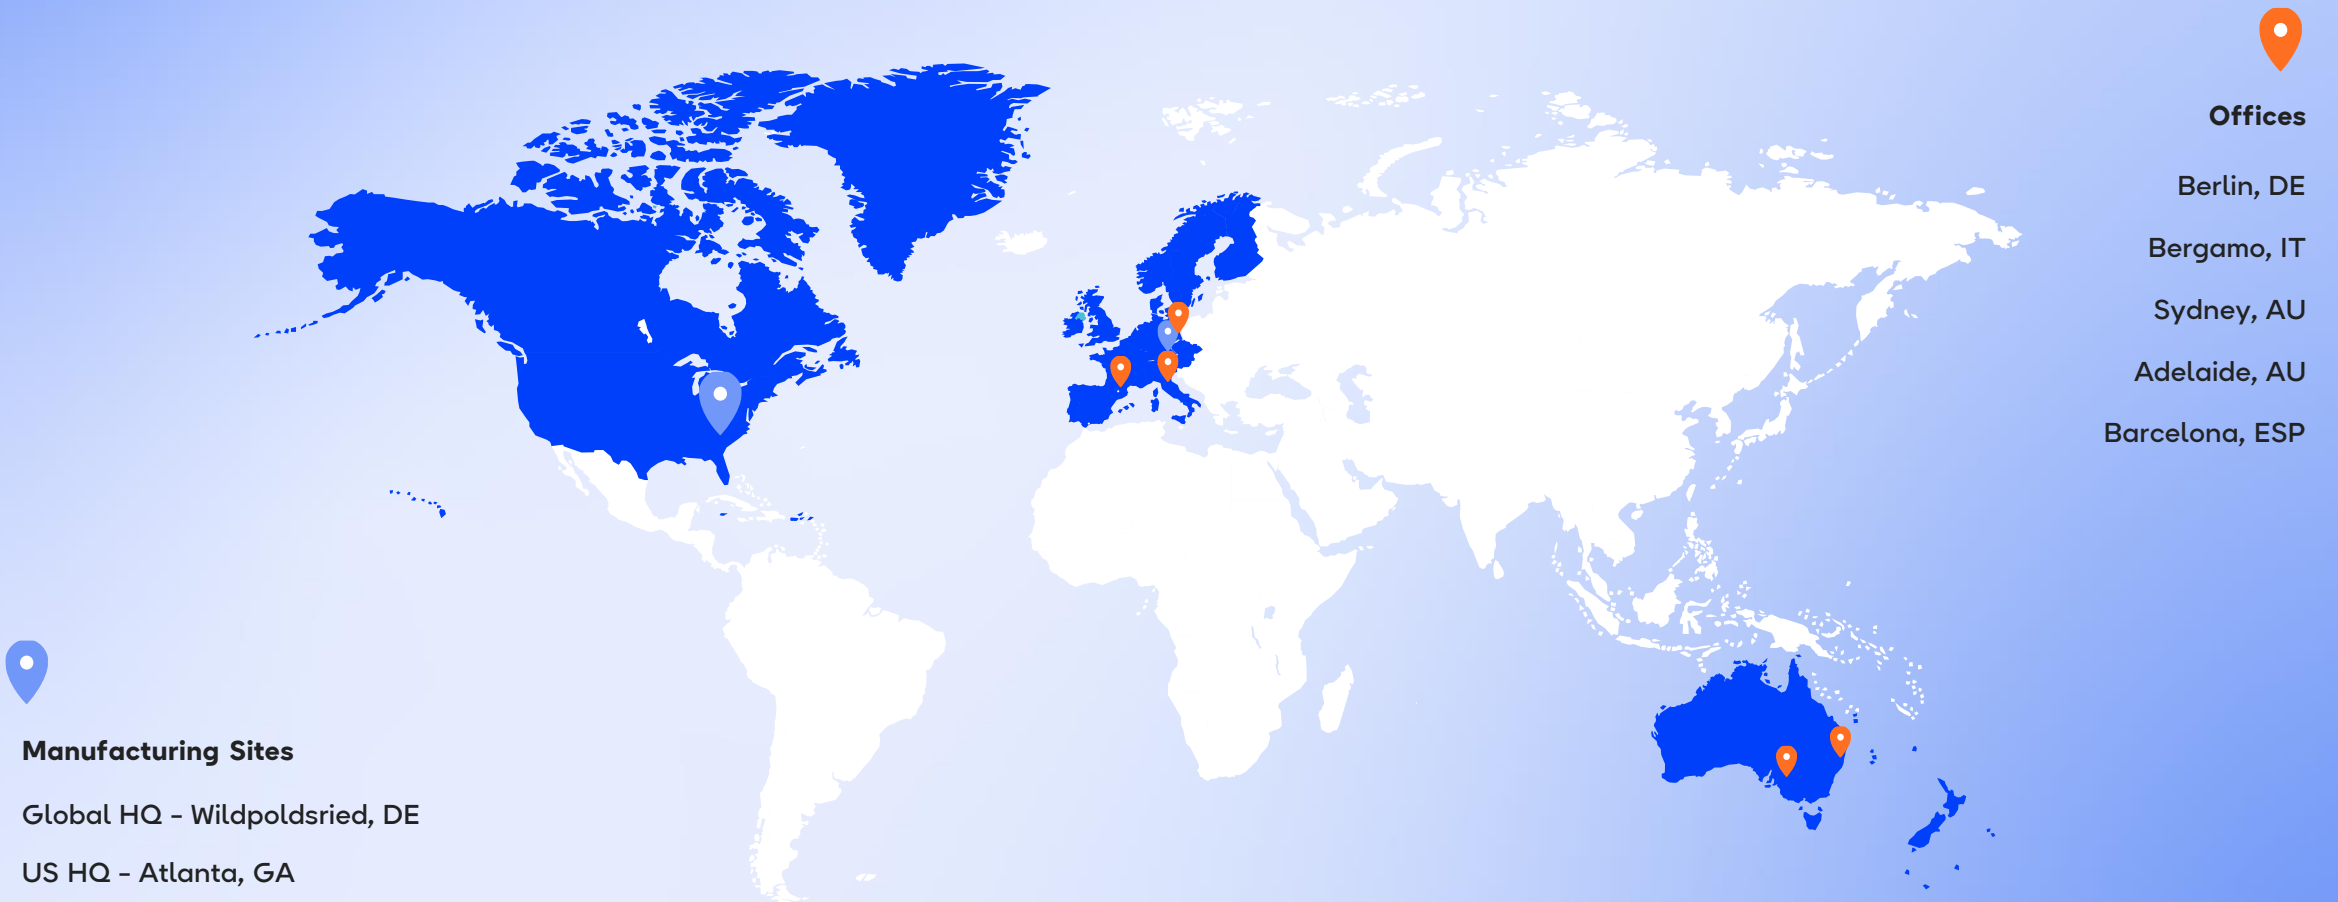 Offices
Berlin, DE
Bergamo, IT
Sydney, AU
Adelaide, AU
Barcelona, ESP
Manufacturing Sites
Global HQ - Wildpoldsried, DE
US HQ - Atlanta, GA